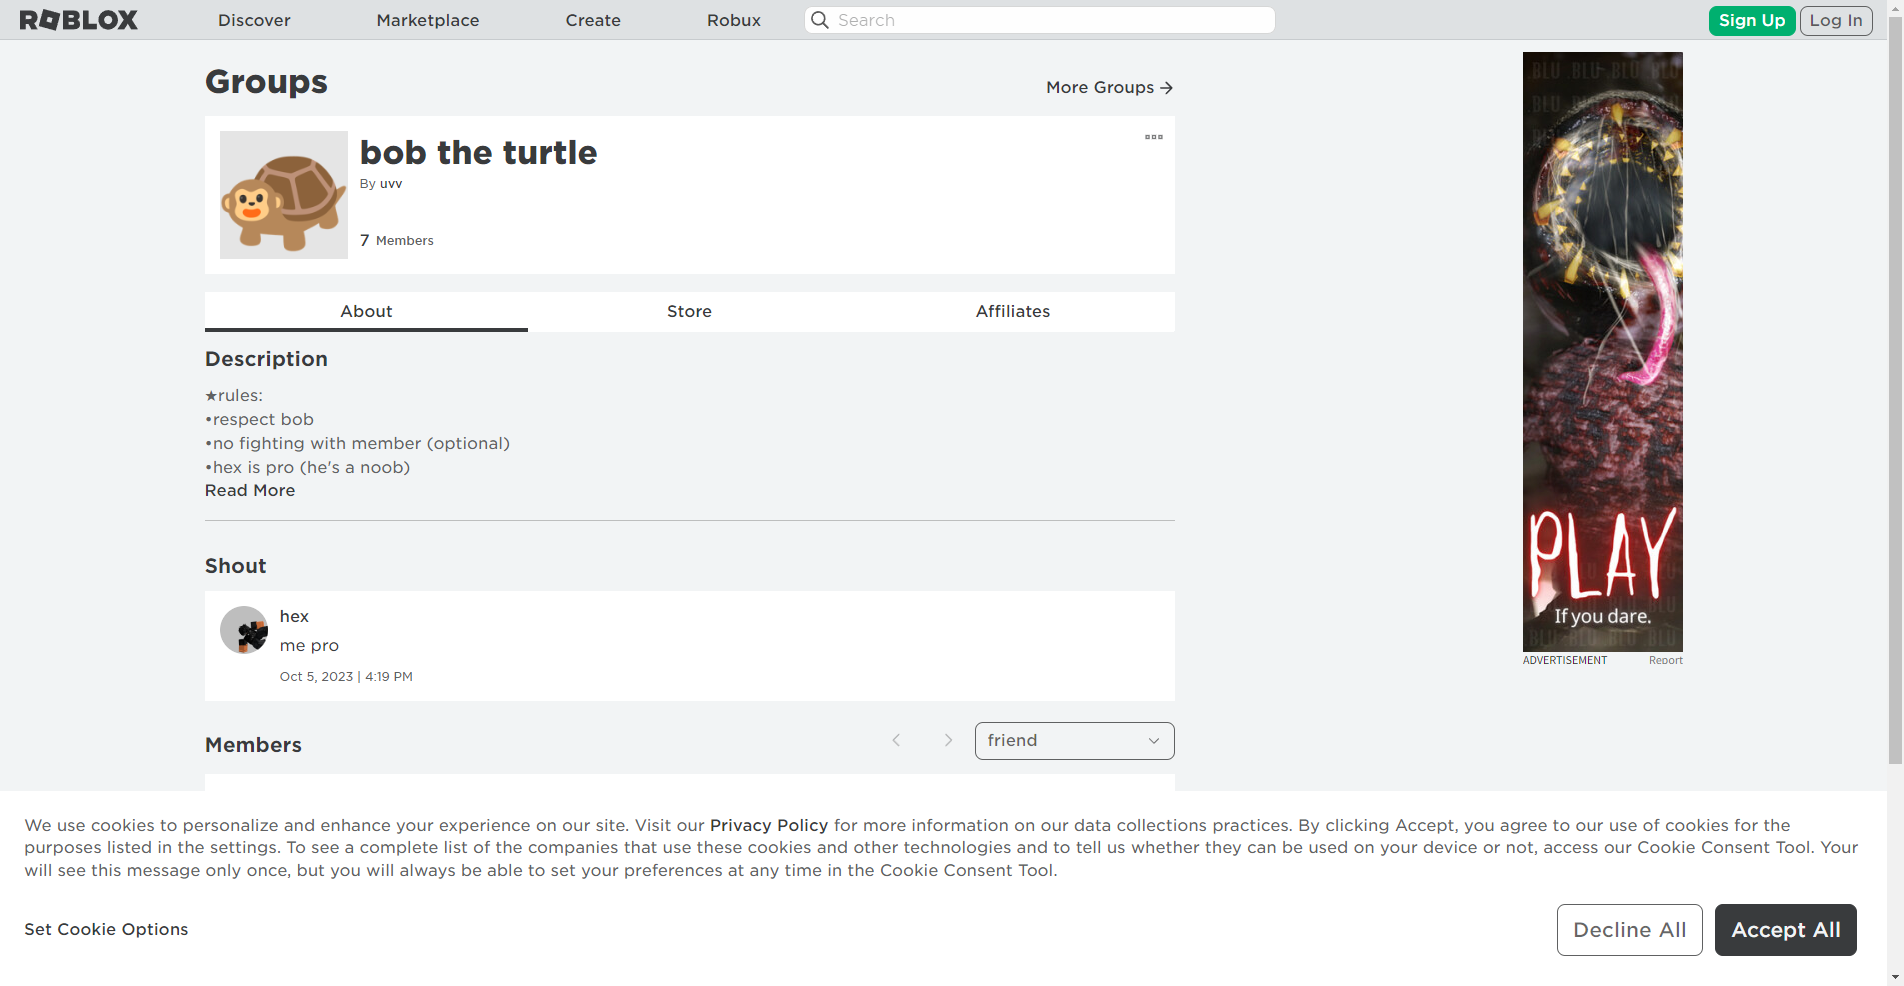 ROBLOX
Discover
Marketplace
Create
Robux
Search
Sign Up
Log In
Groups
More Groups
bob the turtle
By uvv
7 Members
About
Store
Affiliates
Description
★rules:
•respect bob
•no fighting with member (optional)
•hex is pro (he's a noob)
Read More
Shout
hex
me pro
Oct 5, 2023 | 4:19 PM
Members
friend
BLU BLU BLU BLU
PLAY
If you dare.
BLU BLU BLU BLU
ADVERTISEMENT
Report
We use cookies to personalize and enhance your experience on our site. Visit our Privacy Policy for more information on our data collections practices. By clicking Accept, you agree to our use of cookies for the
purposes listed in the settings. To see a complete list of the companies that use these cookies and other technologies and to tell us whether they can be used on your device or not, access our Cookie Consent Tool. Your
will see this message only once, but you will always be able to set your preferences at any time in the Cookie Consent Tool.
Set Cookie Options
Decline All
Accept All